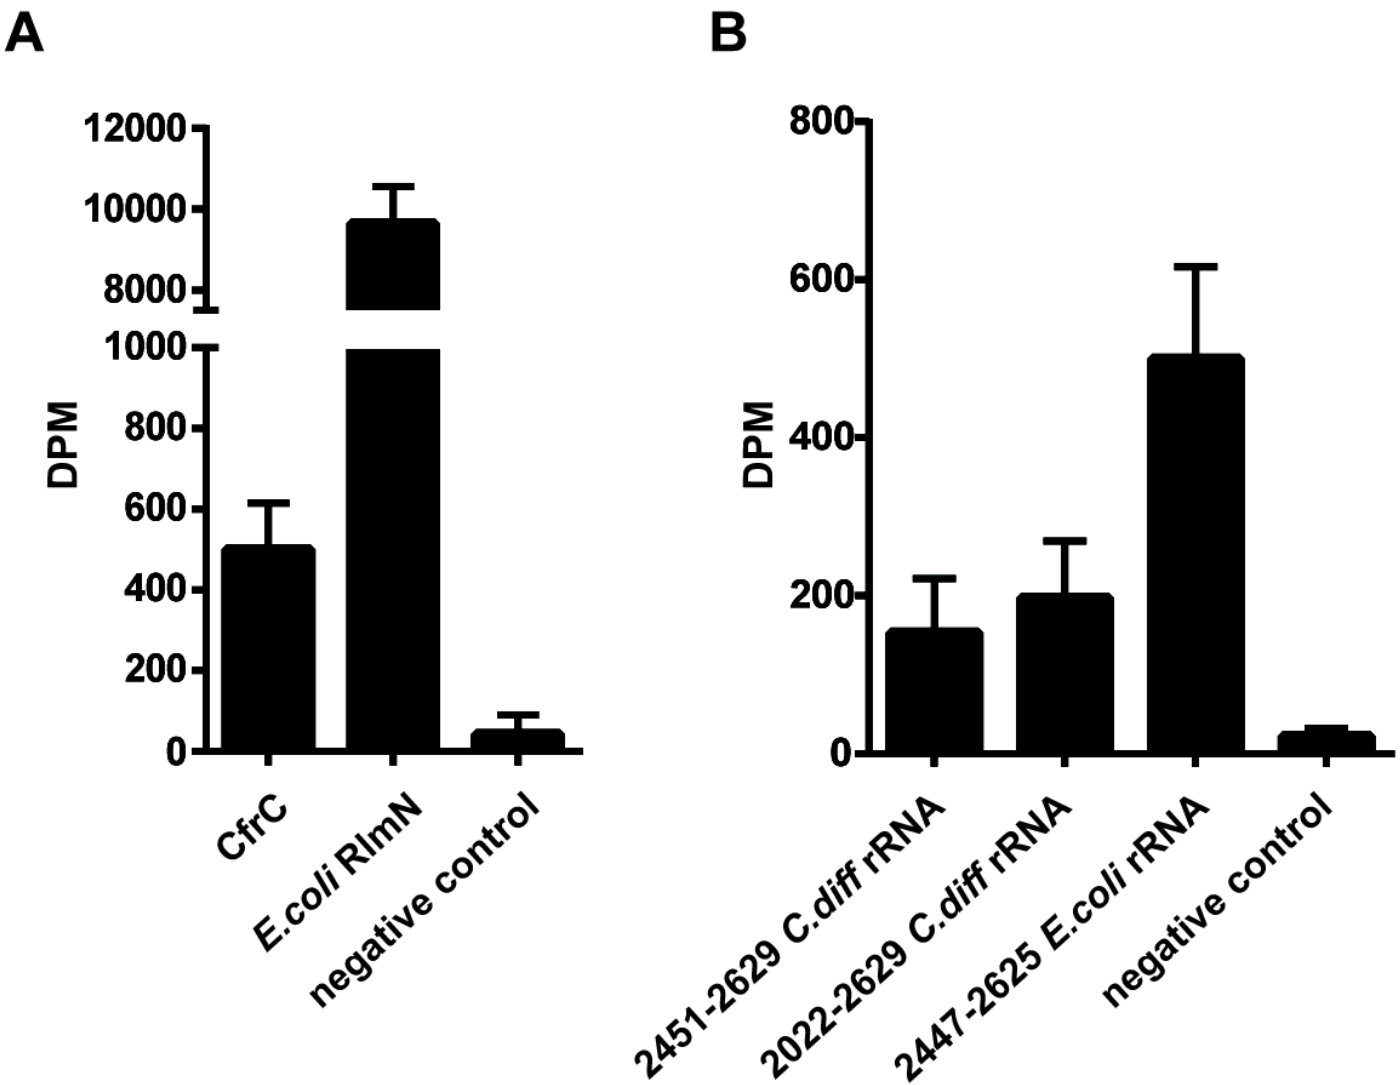 A
12000
10000
8000
1000
800
600
400
200
0
DPM
CfrC
E.coli RlmN
negative control
B
800
600
400
200
0
DPM
2451-2629 C.diff rRNA
2022-2629 C.diff rRNA
2447-2625 E.coli rRNA
negative control